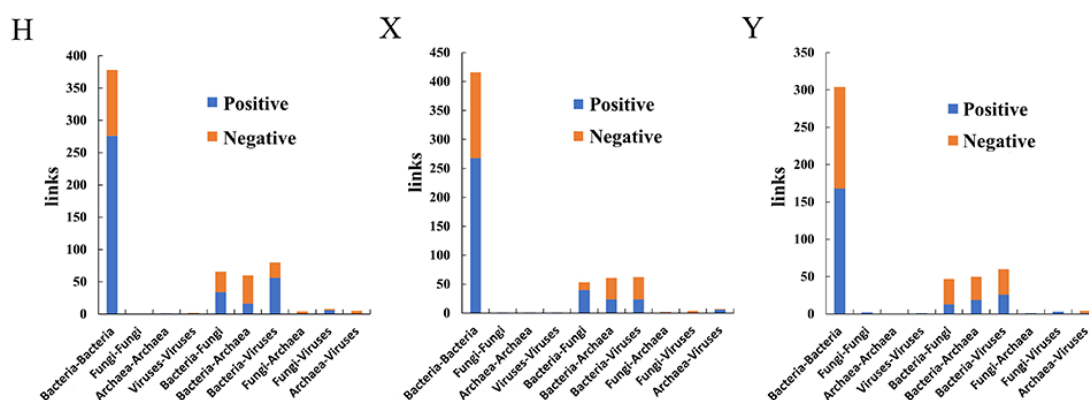 H
400
350
300
250
200
150
100
50
0
links
Positive
Negative
Bacteria-Bacteria
Fungi-Fungi
Archaea-Archaea
Viruses-Viruses
Bacteria-Fungi
Bacteria-Archaea
Bacteria-Viruses
Fungi-Archaea
Fungi-Viruses
Archaea-Viruses
X
450
400
350
300
250
200
150
100
50
0
links
Positive
Negative
Bacteria-Bacteria
Fungi-Fungi
Archaea-Archaea
Viruses-Viruses
Bacteria-Fungi
Bacteria-Archaea
Bacteria-Viruses
Fungi-Archaea
Fungi-Viruses
Archaea-Viruses
Y
350
300
250
200
150
100
50
0
links
Positive
Negative
Bacteria-Bacteria
Fungi-Fungi
Archaea-Archaea
Viruses-Viruses
Bacteria-Fungi
Bacteria-Archaea
Bacteria-Viruses
Fungi-Archaea
Fungi-Viruses
Archaea-Viruses